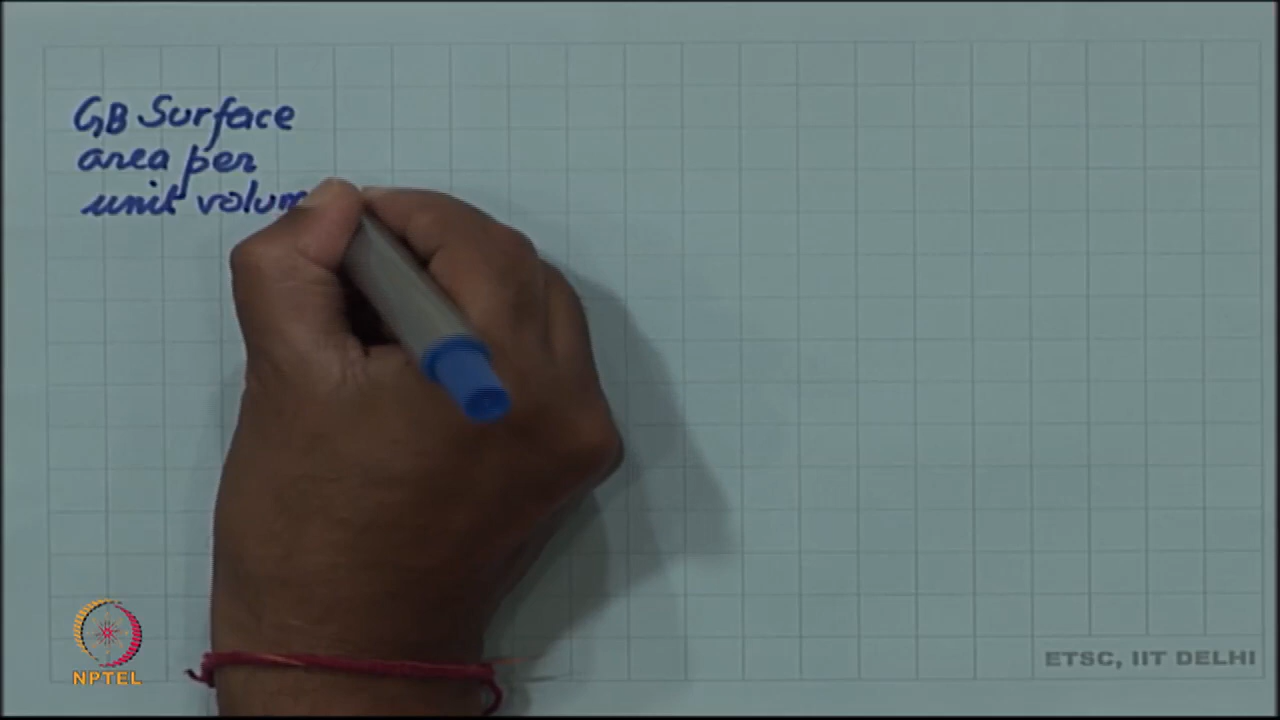 GB Surface
area per
unit volum
NPTEL
ETSC, IIT DELHI